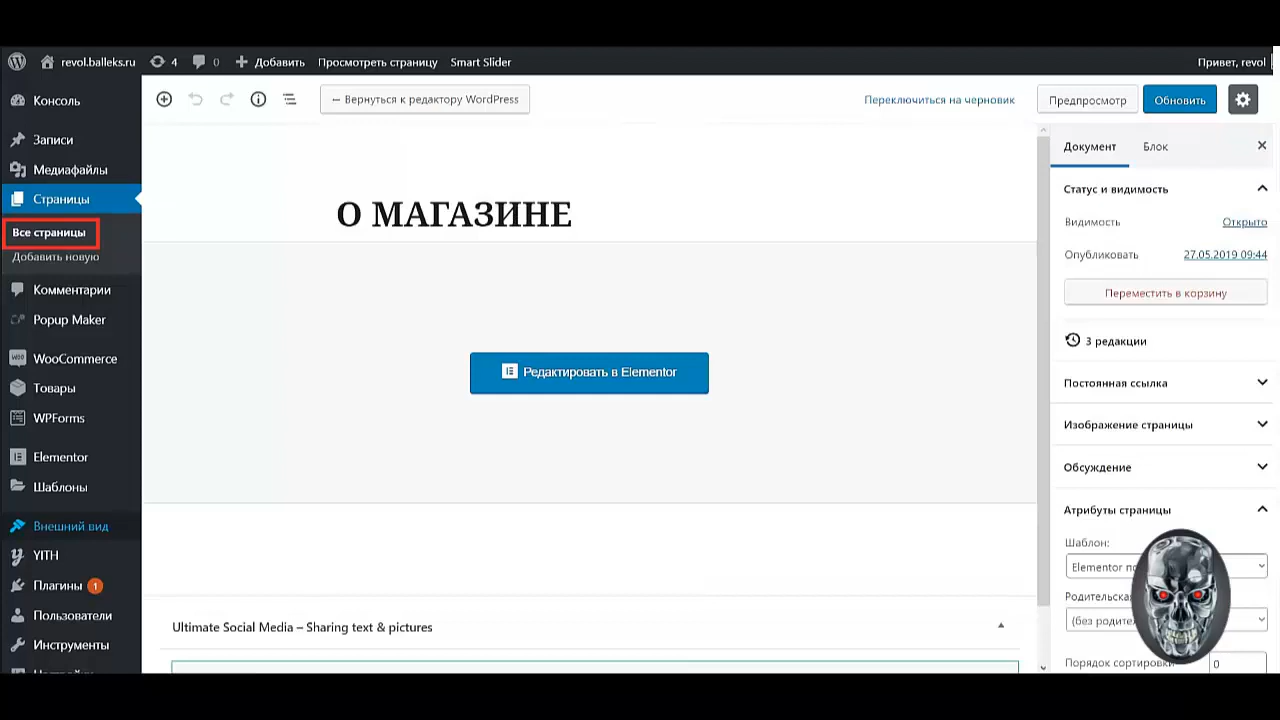 revol.balleks.ru 4 0 Добавить Просмотреть страницу Smart Slider Привет, revol
Консоль
Записи
Медиафайлы
Страницы
Все страницы
Добавить новую
Комментарии
Popup Maker
WooCommerce
Товары
WPForms
Elementor
Шаблоны
Внешний вид
YITH
Плагины 1
Пользователи
Инструменты
← Вернуться к редактору WordPress
Переключиться на черновик
Предпросмотр
Обновить
О МАГАЗИНЕ
Редактировать в Elementor
Ultimate Social Media – Sharing text & pictures
Документ Блок
Статус и видимость
Видимость Открыто
Опубликовать 27.05.2019 09:44
Переместить в корзину
3 редакции
Постоянная ссылка
Изображение страницы
Обсуждение
Атрибуты страницы
Шаблон:
Elementor
Порядок сортировки 0